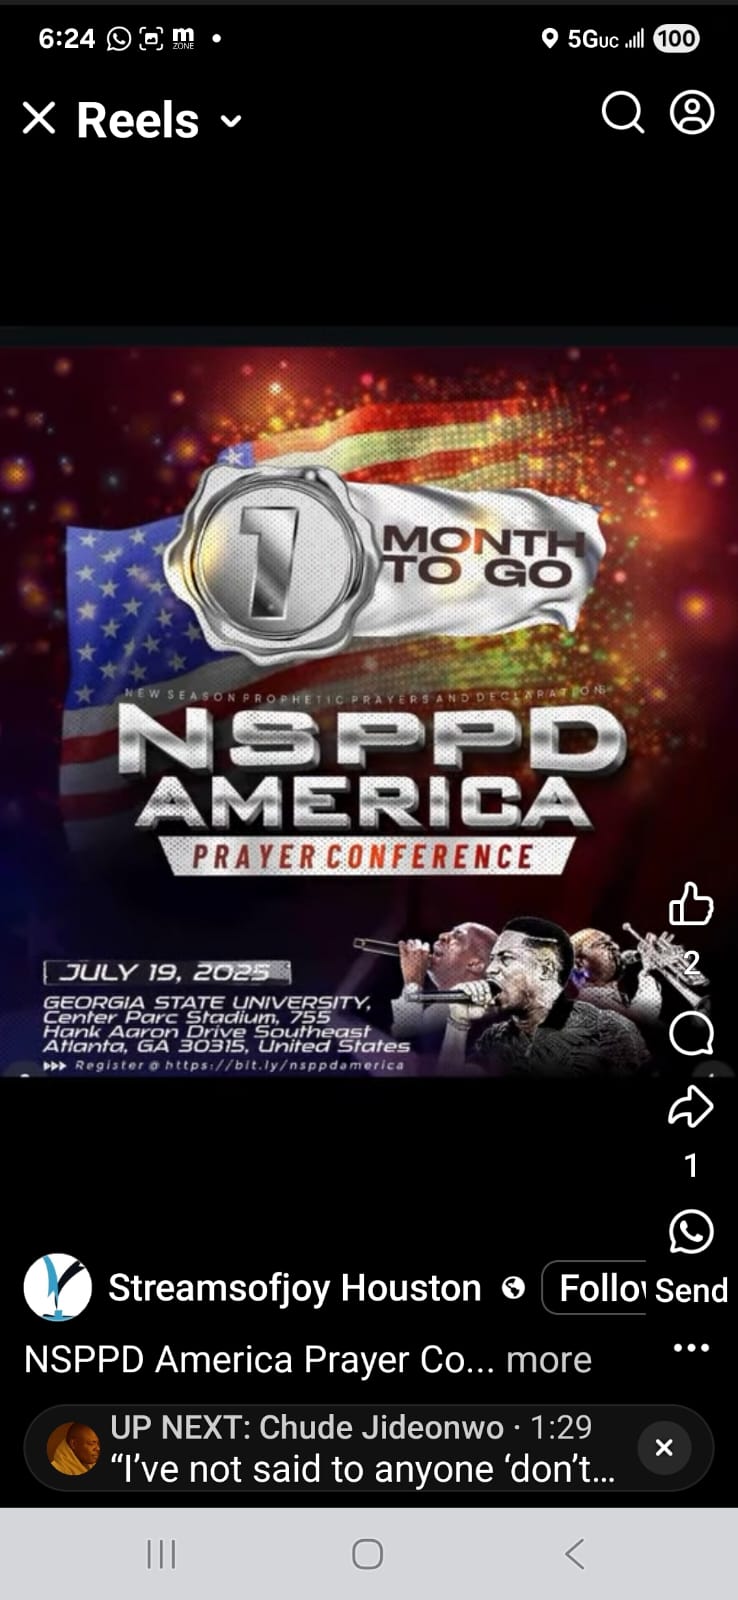 6:24
m
ZONE
5GUC
100
Reels
1
MONTH
TO GO
NEW SEASON PROPHETIC PRAYERS AND DECLARATIONS
NSPPD
AMERICA
PRAYER CONFERENCE
JULY 19, 2025
GEORGIA STATE UNIVERSITY,
Center Parc Stadium, 755
Hank Aaron Drive Southeast
Atlanta, GA 30315, United States
Register @ https://bit.ly/nsppdamerica
2
1
Streamsofjoy Houston
Follow
Send
NSPPD America Prayer Co... more
UP NEXT: Chude Jideonwo · 1:29
“I’ve not said to anyone ‘don’t...